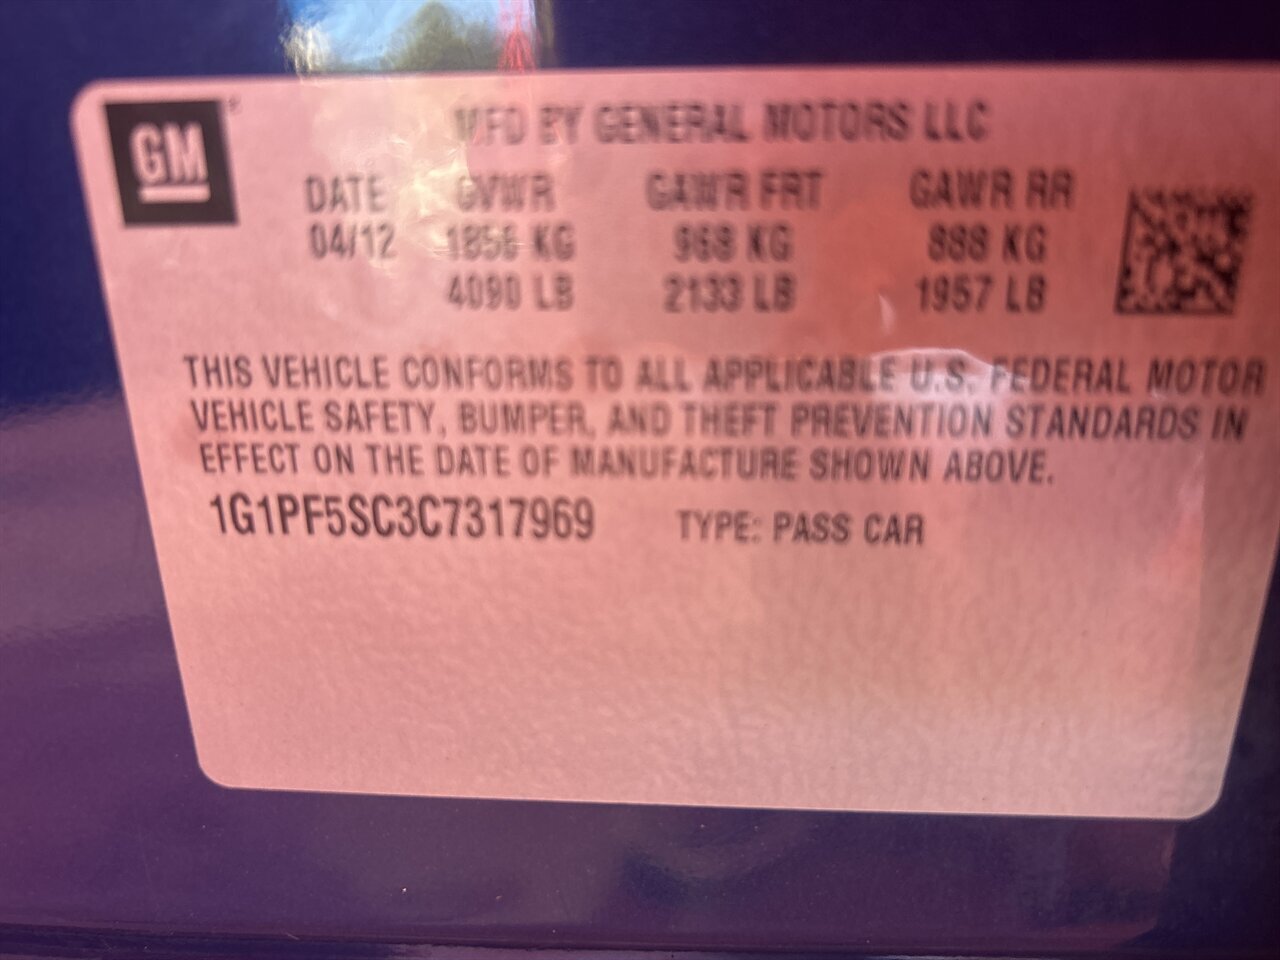 GM
MFD BY GENERAL MOTORS LLC
DATE GVWR GAWR FRT GAWR RR
04/12 1856 KG 968 KG 888 KG
4090 LB 2133 LB 1957 LB
THIS VEHICLE CONFORMS TO ALL APPLICABLE U.S. FEDERAL MOTOR
VEHICLE SAFETY, BUMPER, AND THEFT PREVENTION STANDARDS IN
EFFECT ON THE DATE OF MANUFACTURE SHOWN ABOVE.
1G1PF5SC3C7317969 TYPE: PASS CAR